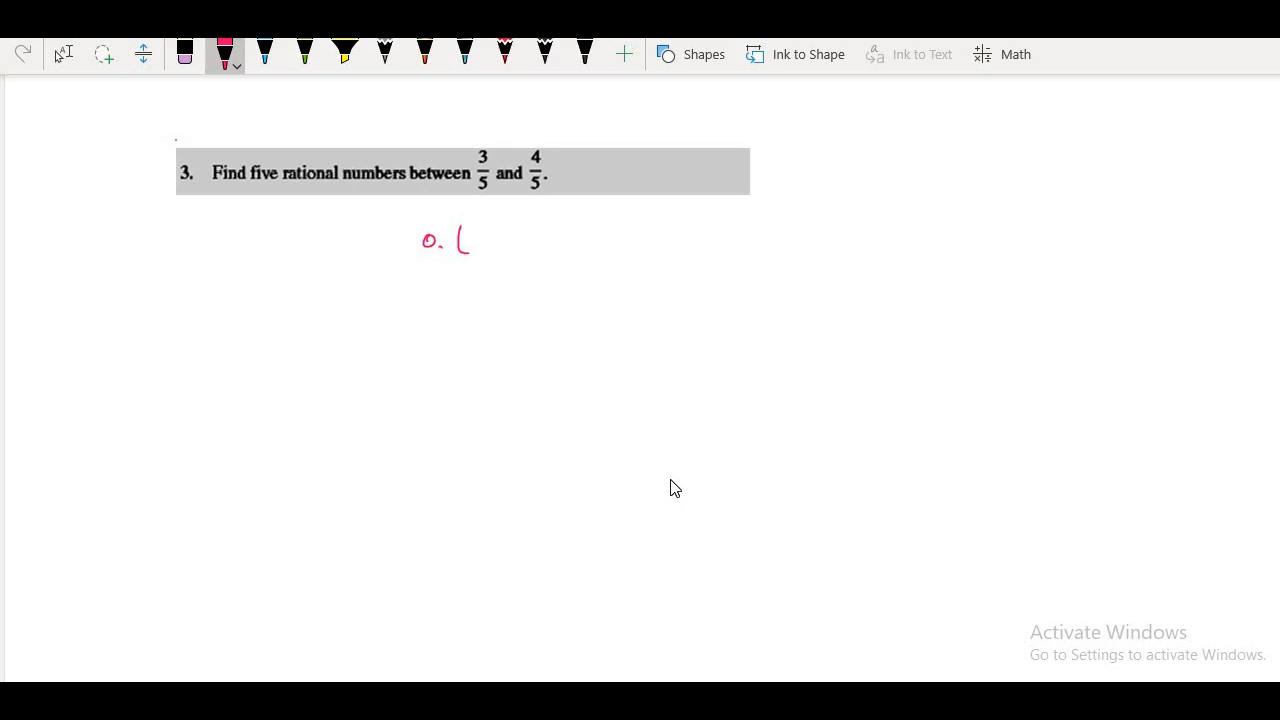 Shapes Ink to Shape Ink to Text Math
3. Find five rational numbers between 3/5 and 4/5.
0.
Activate Windows
Go to Settings to activate Windows.